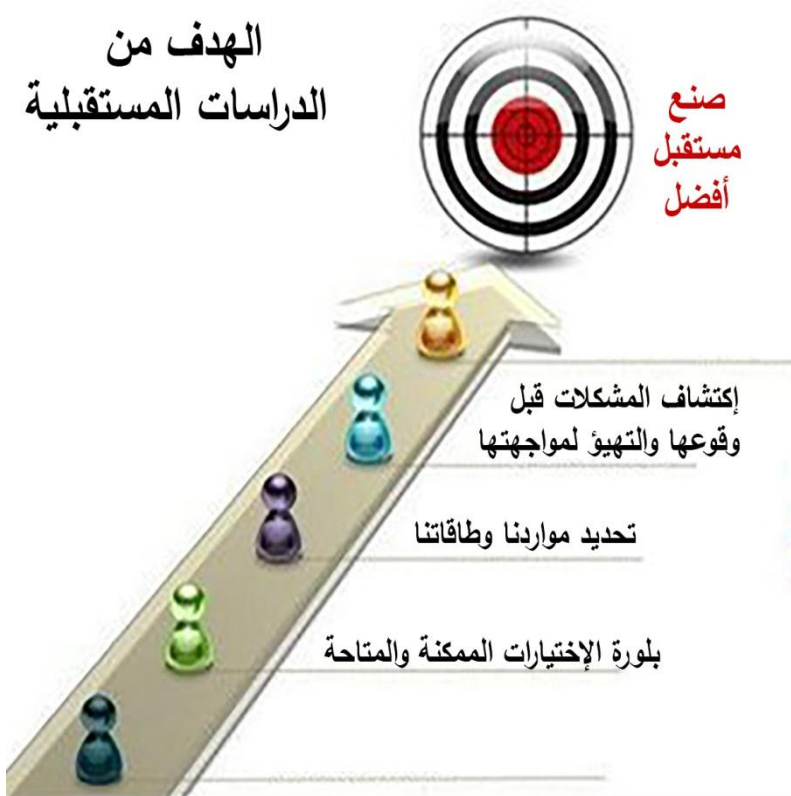 الهدف من
الدراسات المستقبلية
صنع
مستقبل
أفضل
إكتشاف المشكلات قبل
وقوعها والتهيؤ لمواجهتها
تحديد مواردنا وطاقاتنا
بلورة الإختيارات الممكنة والمتاحة